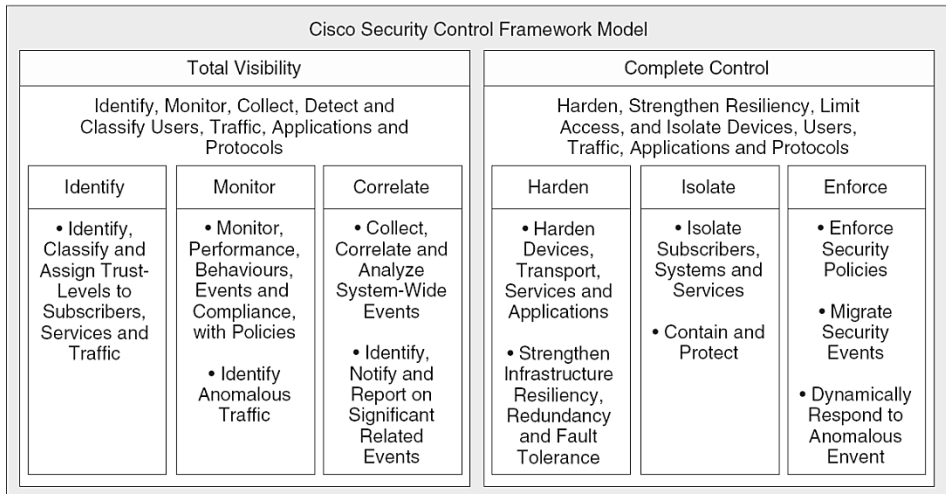 Cisco Security Control Framework Model
Total Visibility
Identify, Monitor, Collect, Detect and
Classify Users, Traffic, Applications and
Protocols
Identify
• Identify,
Classify and
Assign Trust-
Levels to
Subscribers,
Services and
Traffic
Monitor
• Monitor,
Performance,
Behaviours,
Events and
Compliance,
with Policies
• Identify
Anomalous
Traffic
Correlate
• Collect,
Correlate and
Analyze
System-Wide
Events
• Identify,
Notify and
Report on
Significant
Related
Events
Complete Control
Harden, Strengthen Resiliency, Limit
Access, and Isolate Devices, Users,
Traffic, Applications and Protocols
Harden
• Harden
Devices,
Transport,
Services and
Applications
• Strengthen
Infrastructure
Resiliency,
Redundancy
and Fault
Tolerance
Isolate
• Isolate
Subscribers,
Systems and
Services
• Contain and
Protect
Enforce
• Enforce
Security
Policies
• Migrate
Security
Events
• Dynamically
Respond to
Anomalous
Envent